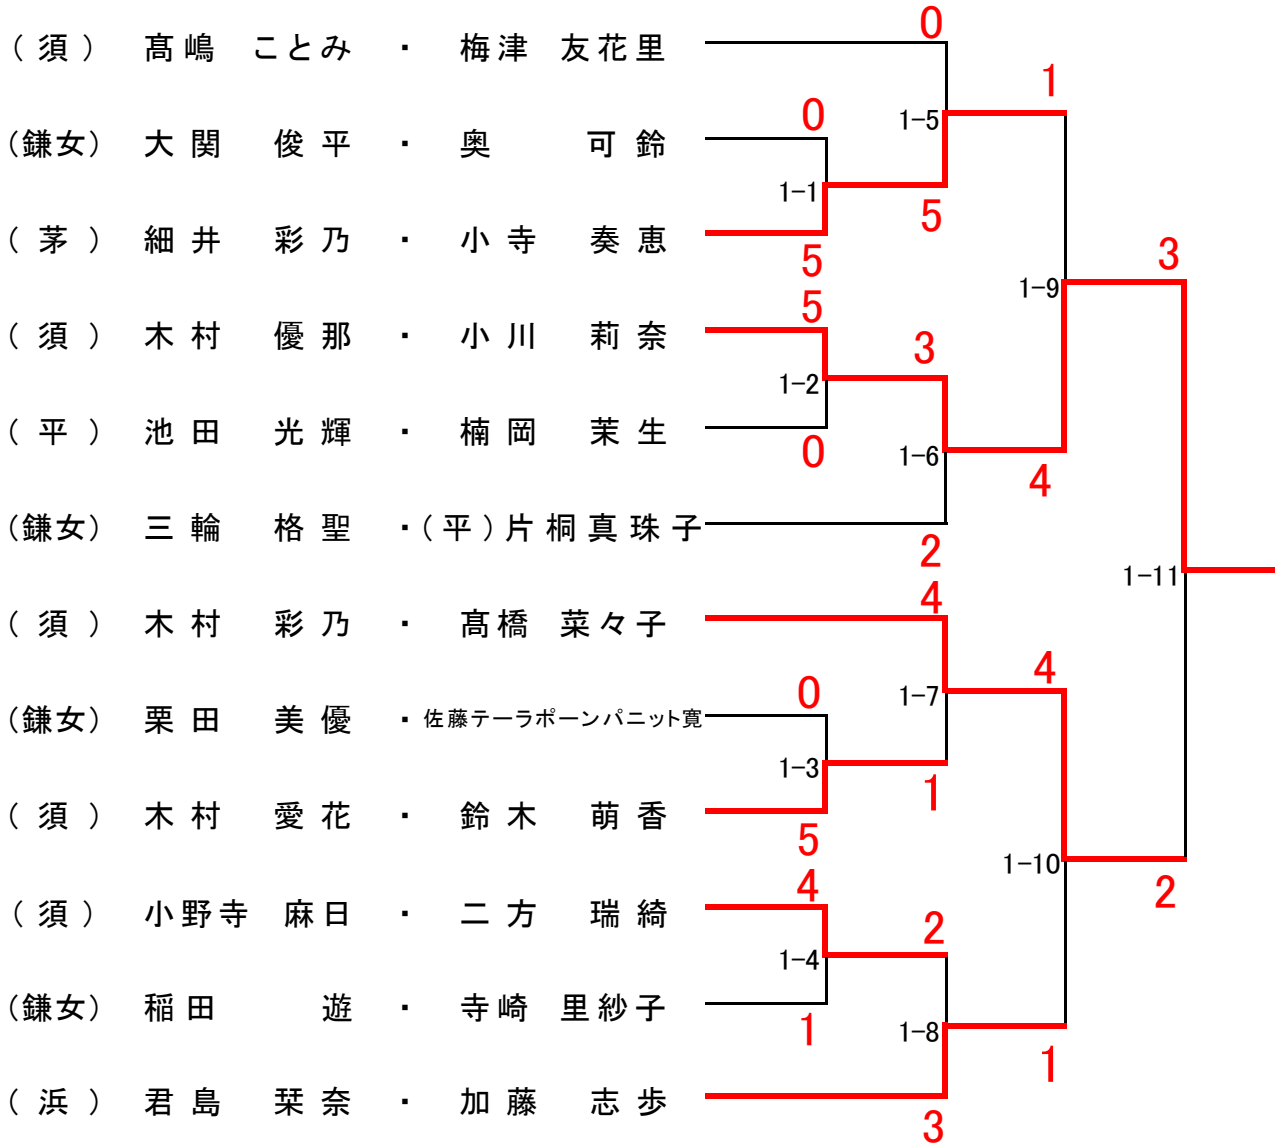 0
( 須 ) 髙嶋 ことみ ・ 梅津 友花里
1
0
1-5
(鎌女) 大関 俊平 ・ 奥 可鈴
1-1
5
( 茅 ) 細井 彩乃 ・ 小寺 奏恵
3
5
1-9
5
( 須 ) 木村 優那 ・ 小川 莉奈
3
1-2
( 平 ) 池田 光輝 ・ 楠岡 茉生
0
1-6
4
(鎌女) 三輪 格聖 ・(平)片桐真珠子
2
1-11
4
( 須 ) 木村 彩乃 ・ 髙橋 菜々子
4
0
1-7
(鎌女) 栗田 美優 ・佐藤テーラポーンパニット寛
1-3
1
( 須 ) 木村 愛花 ・ 鈴木 萌香
5
1-10
4
2
( 須 ) 小野寺 麻日 ・ 二方 瑞綺
2
1-4
(鎌女) 稲田 遊 ・ 寺崎 里紗子
1
1-8
1
( 浜 ) 君島 栞奈 ・ 加藤 志歩
3